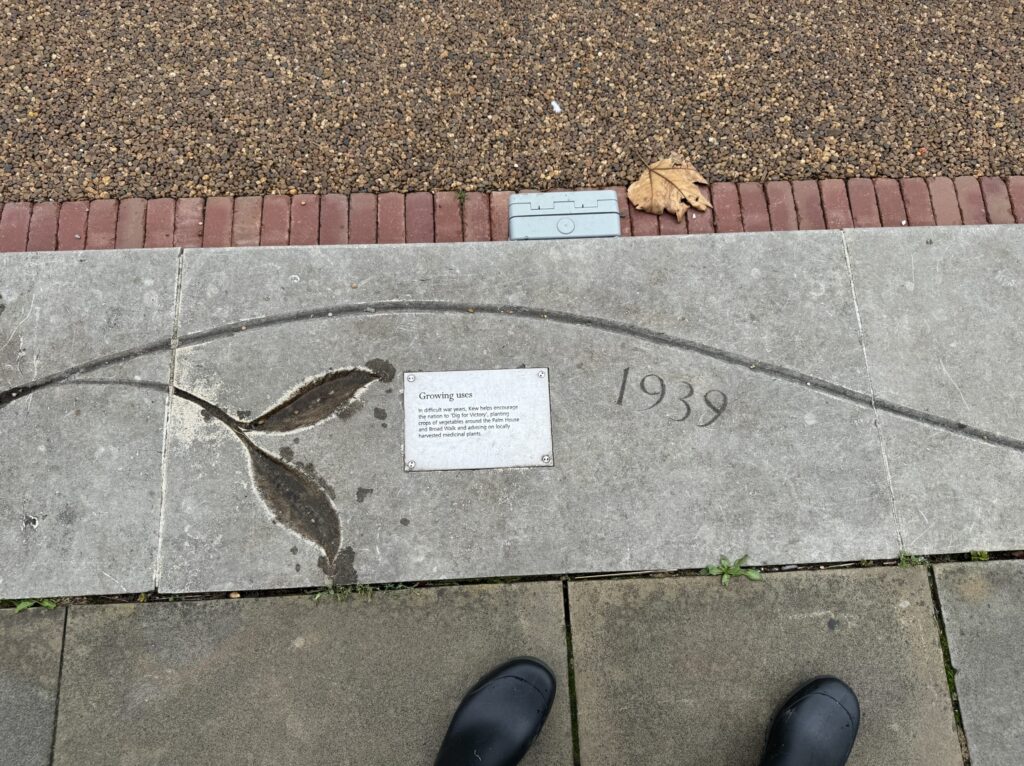 Growing uses
In difficult war years, Kew helps encourage
the nation to 'Dig for Victory', planting
crops of vegetables around the Palm House
and Broad Walk and advising on locally
harvested medicinal plants.
1939